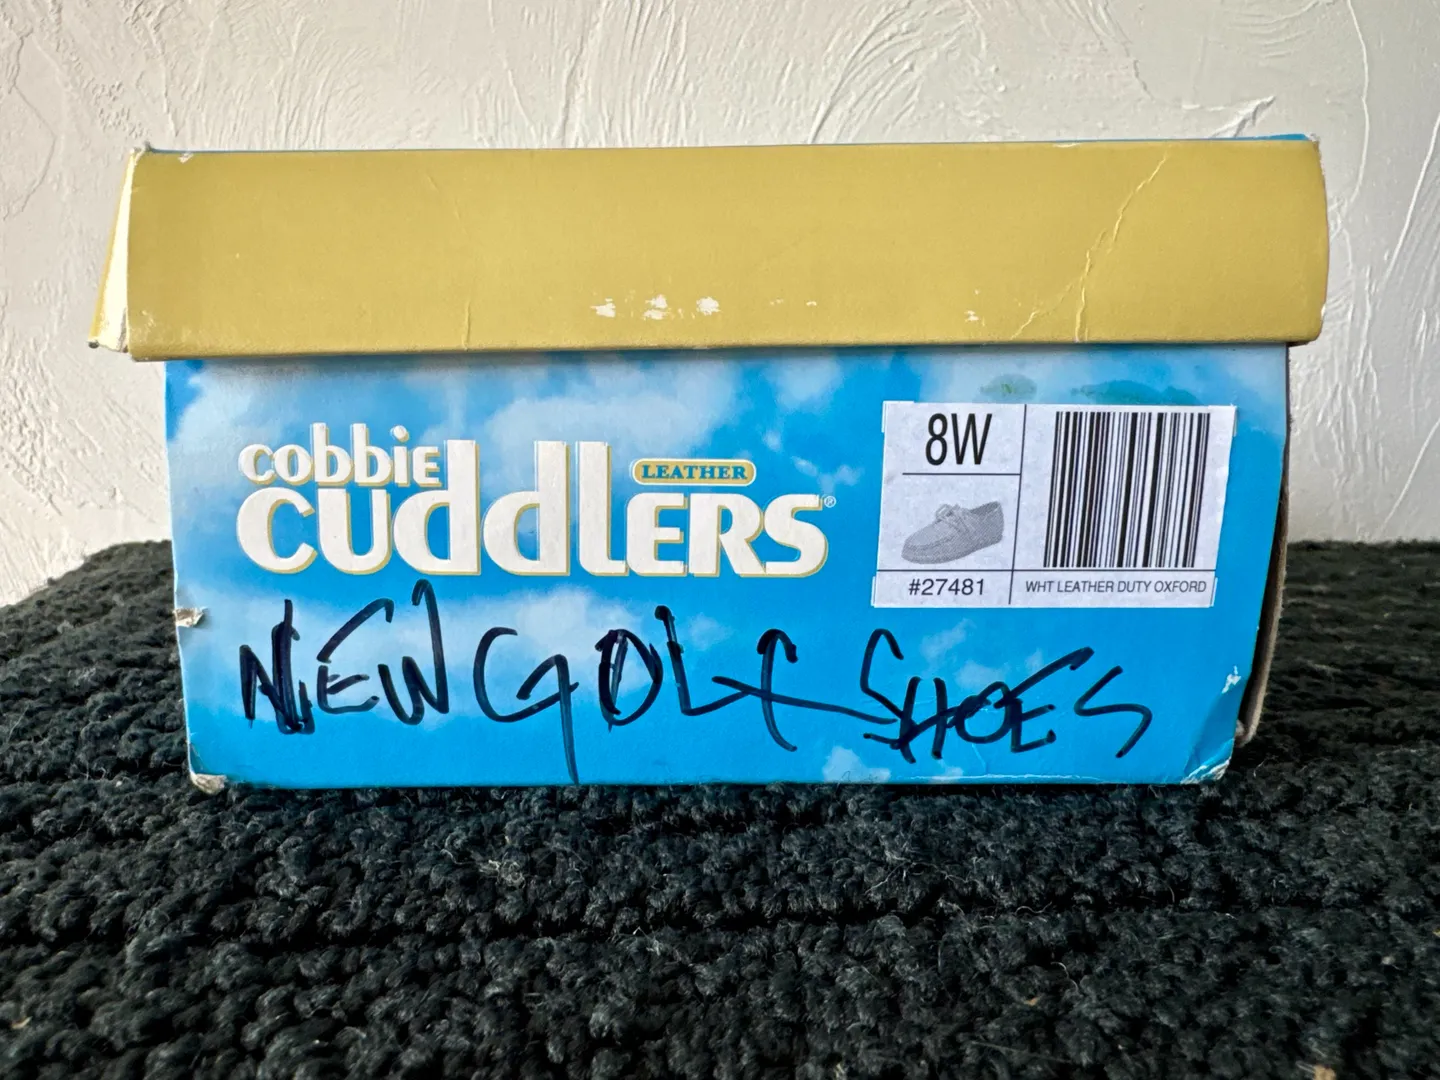 cobbie
LEATHER
cuddlers®
8W
#27481
WHT LEATHER DUTY OXFORD
NEW GOLF SHOES